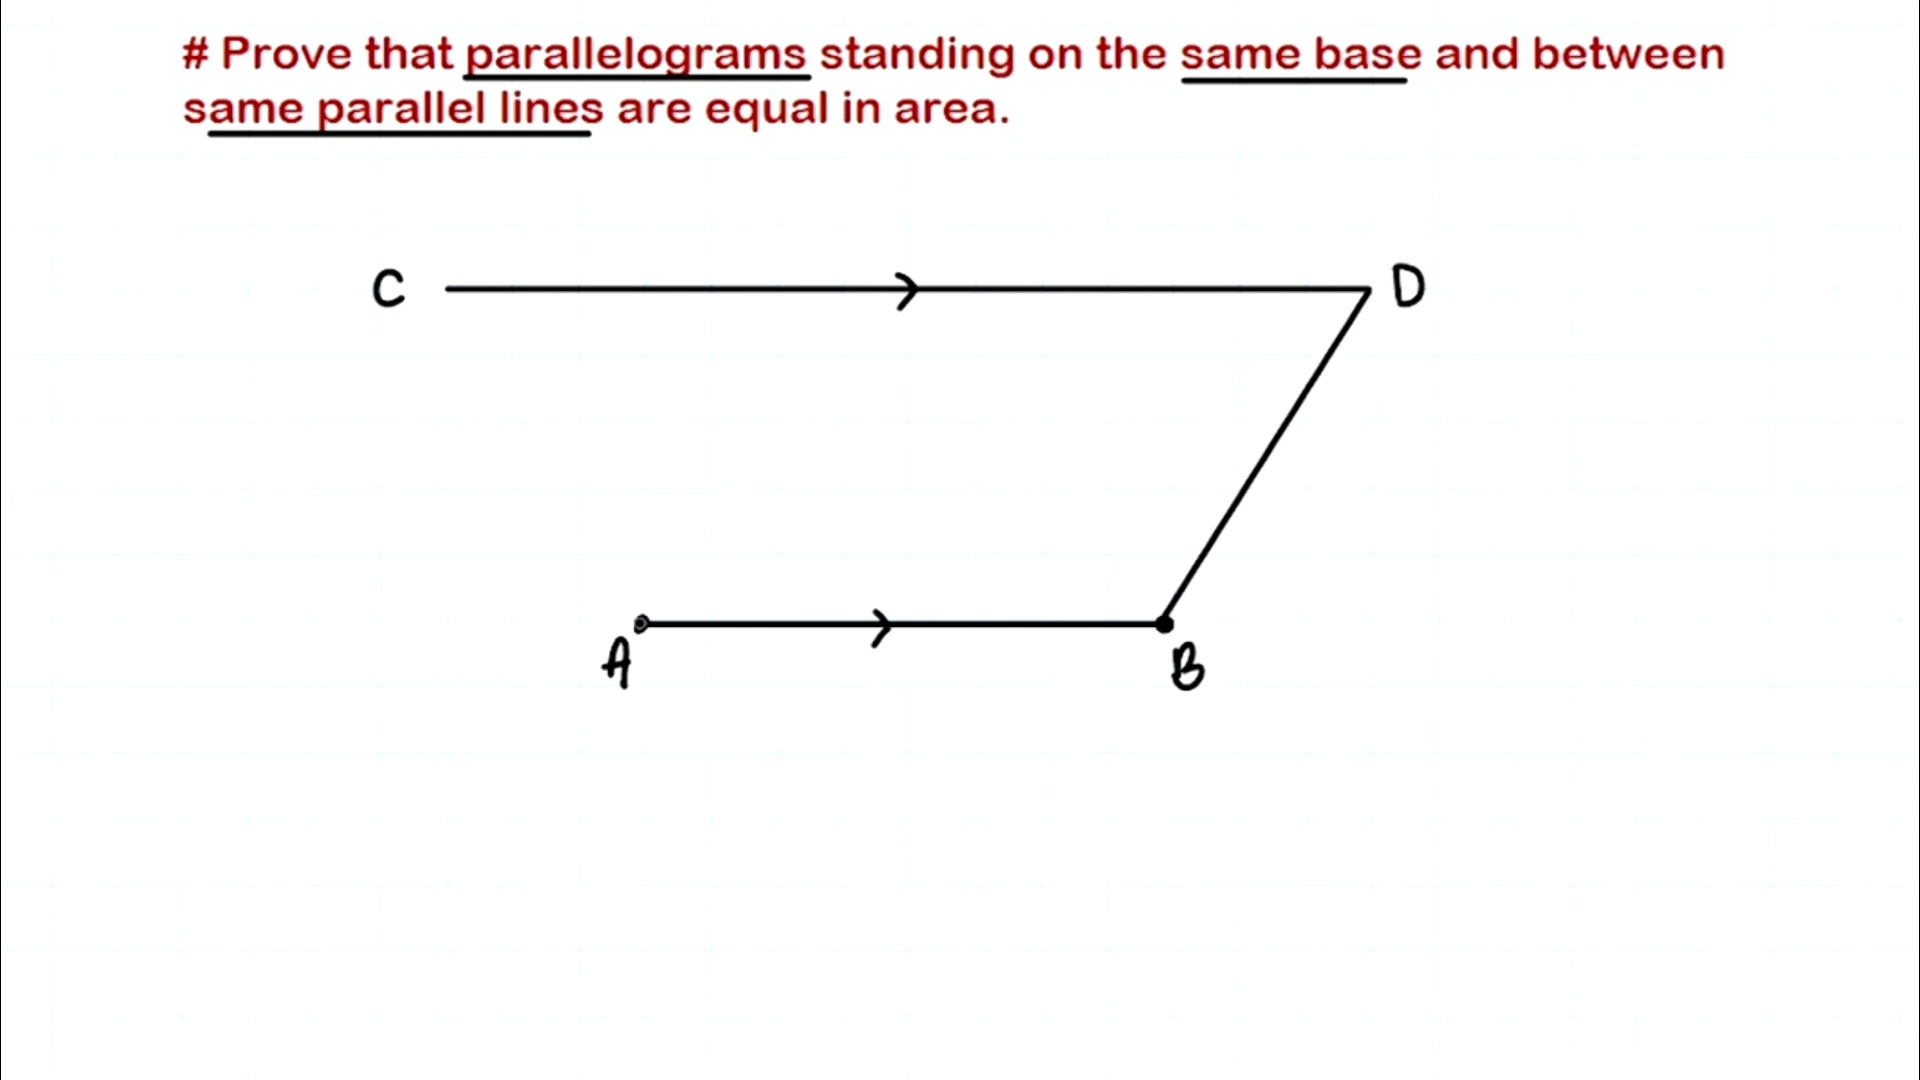 # Prove that parallelograms standing on the same base and between
same parallel lines are equal in area.
C
D
A
B